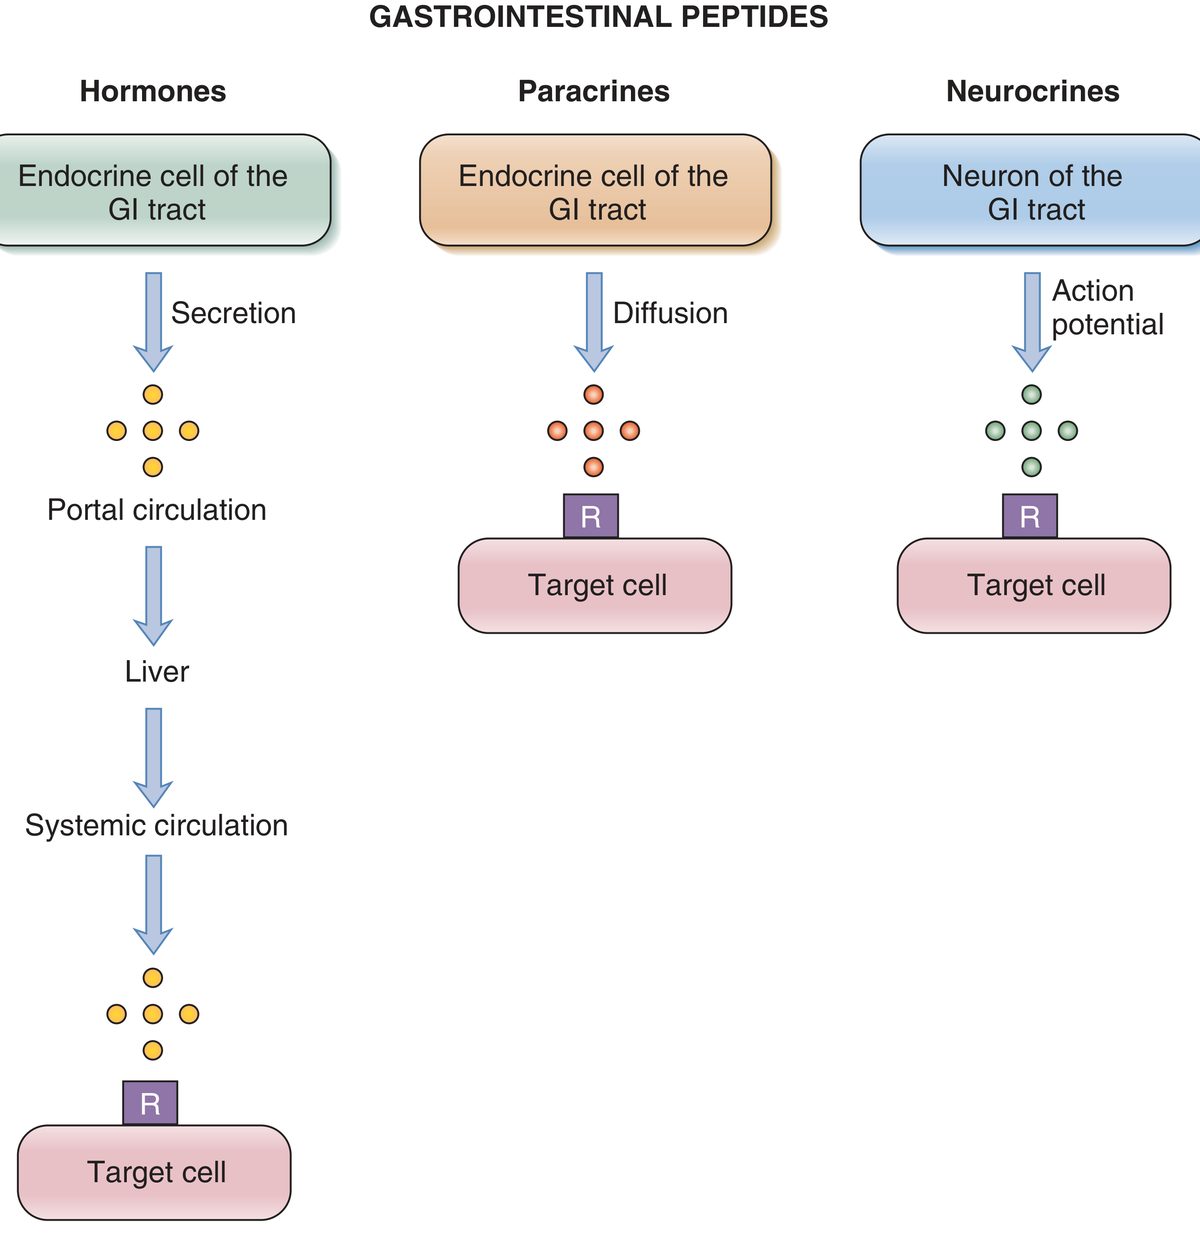 GASTROINTESTINAL PEPTIDES
Hormones
Endocrine cell of the
GI tract
Secretion
Portal circulation
Liver
Systemic circulation
R
Target cell
Paracrines
Endocrine cell of the
GI tract
Diffusion
R
Target cell
Neurocrines
Neuron of the
GI tract
Action
potential
R
Target cell